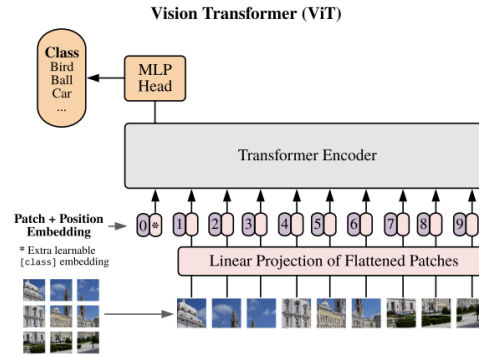 Vision Transformer (ViT)
Class
Bird
Ball
Car
...
MLP
Head
Transformer Encoder
Patch + Position
Embedding
* Extra learnable
[class] embedding
0 * 1 2 3 4 5 6 7 8 9
Linear Projection of Flattened Patches